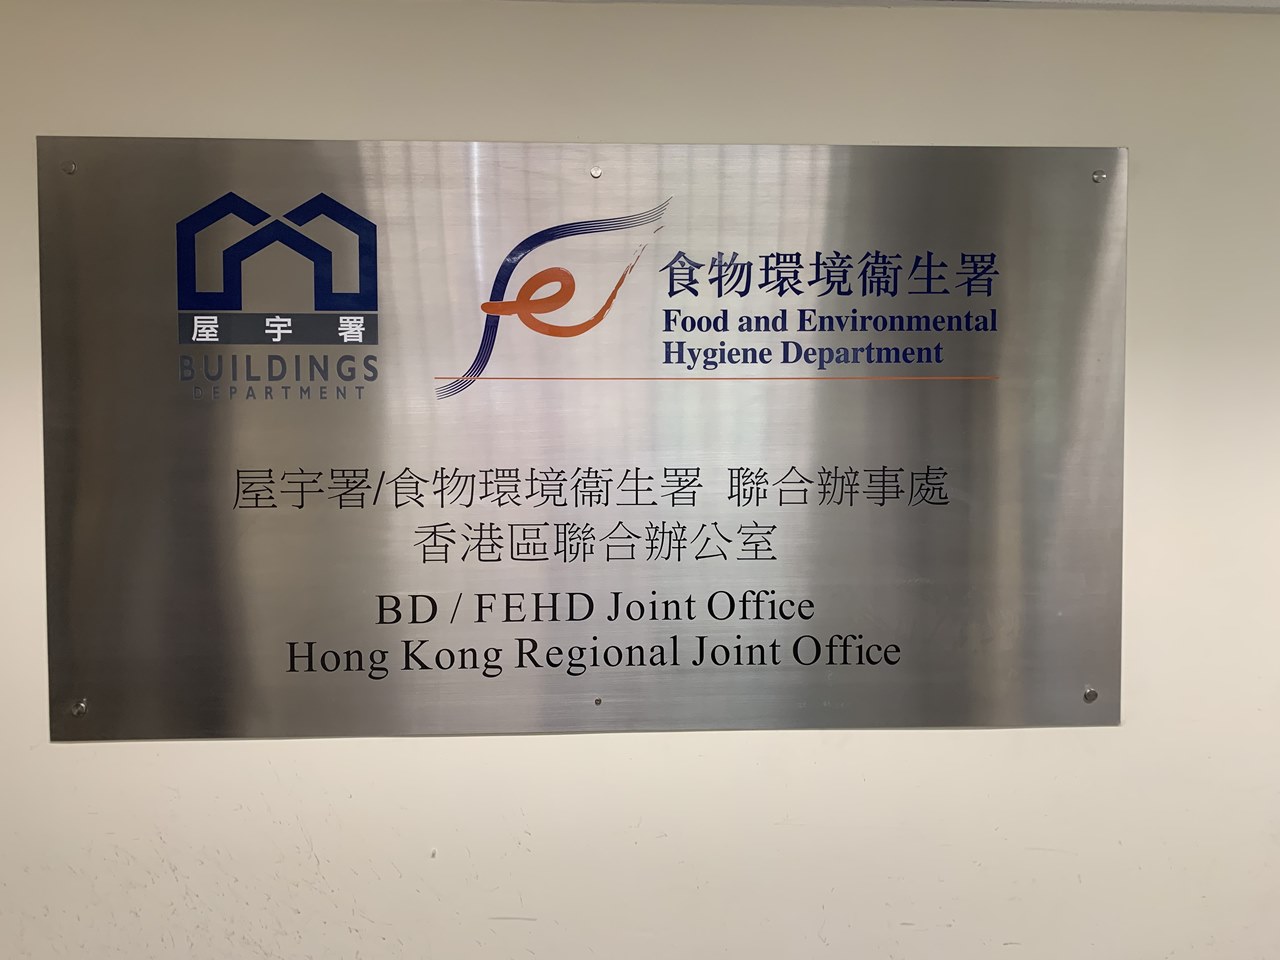 屋宇署
BUILDINGS
DEPARTMENT
食物環境衞生署
Food and Environmental
Hygiene Department
屋宇署/食物環境衞生署 聯合辦事處
香港區聯合辦公室
BD / FEHD Joint Office
Hong Kong Regional Joint Office